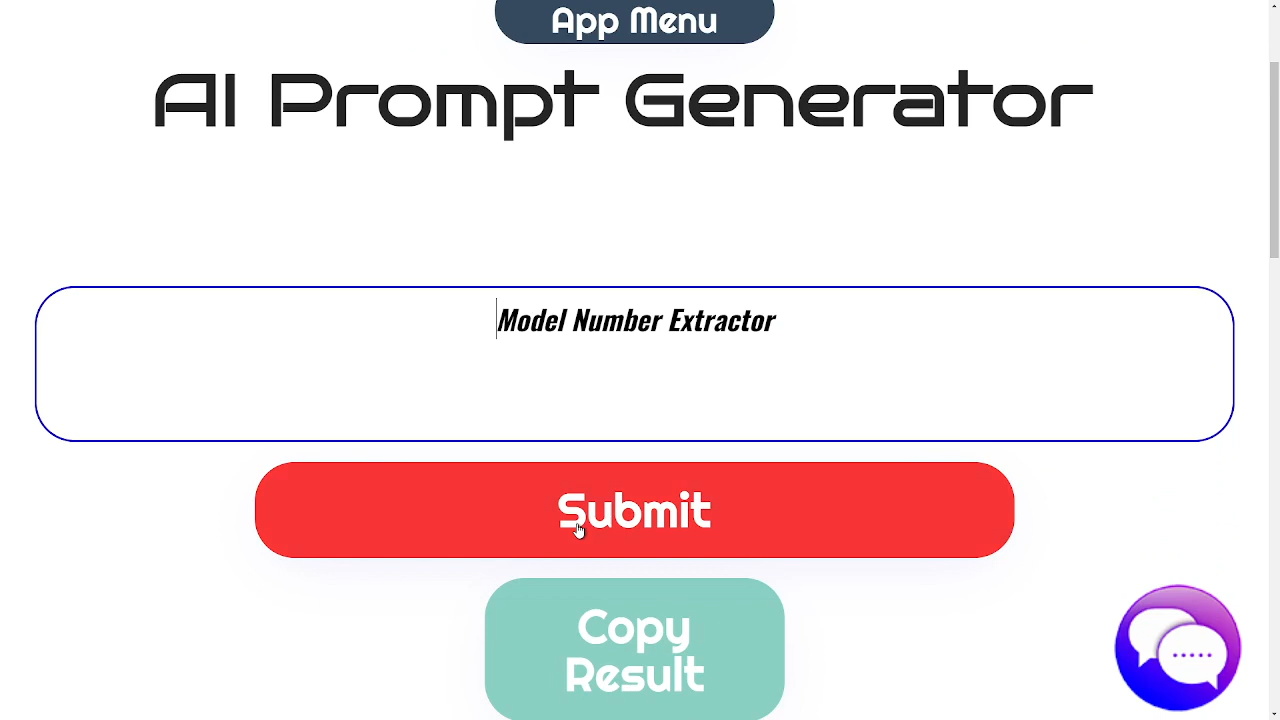 App Menu
AI Prompt Generator
Model Number Extractor
Submit
Copy
Result